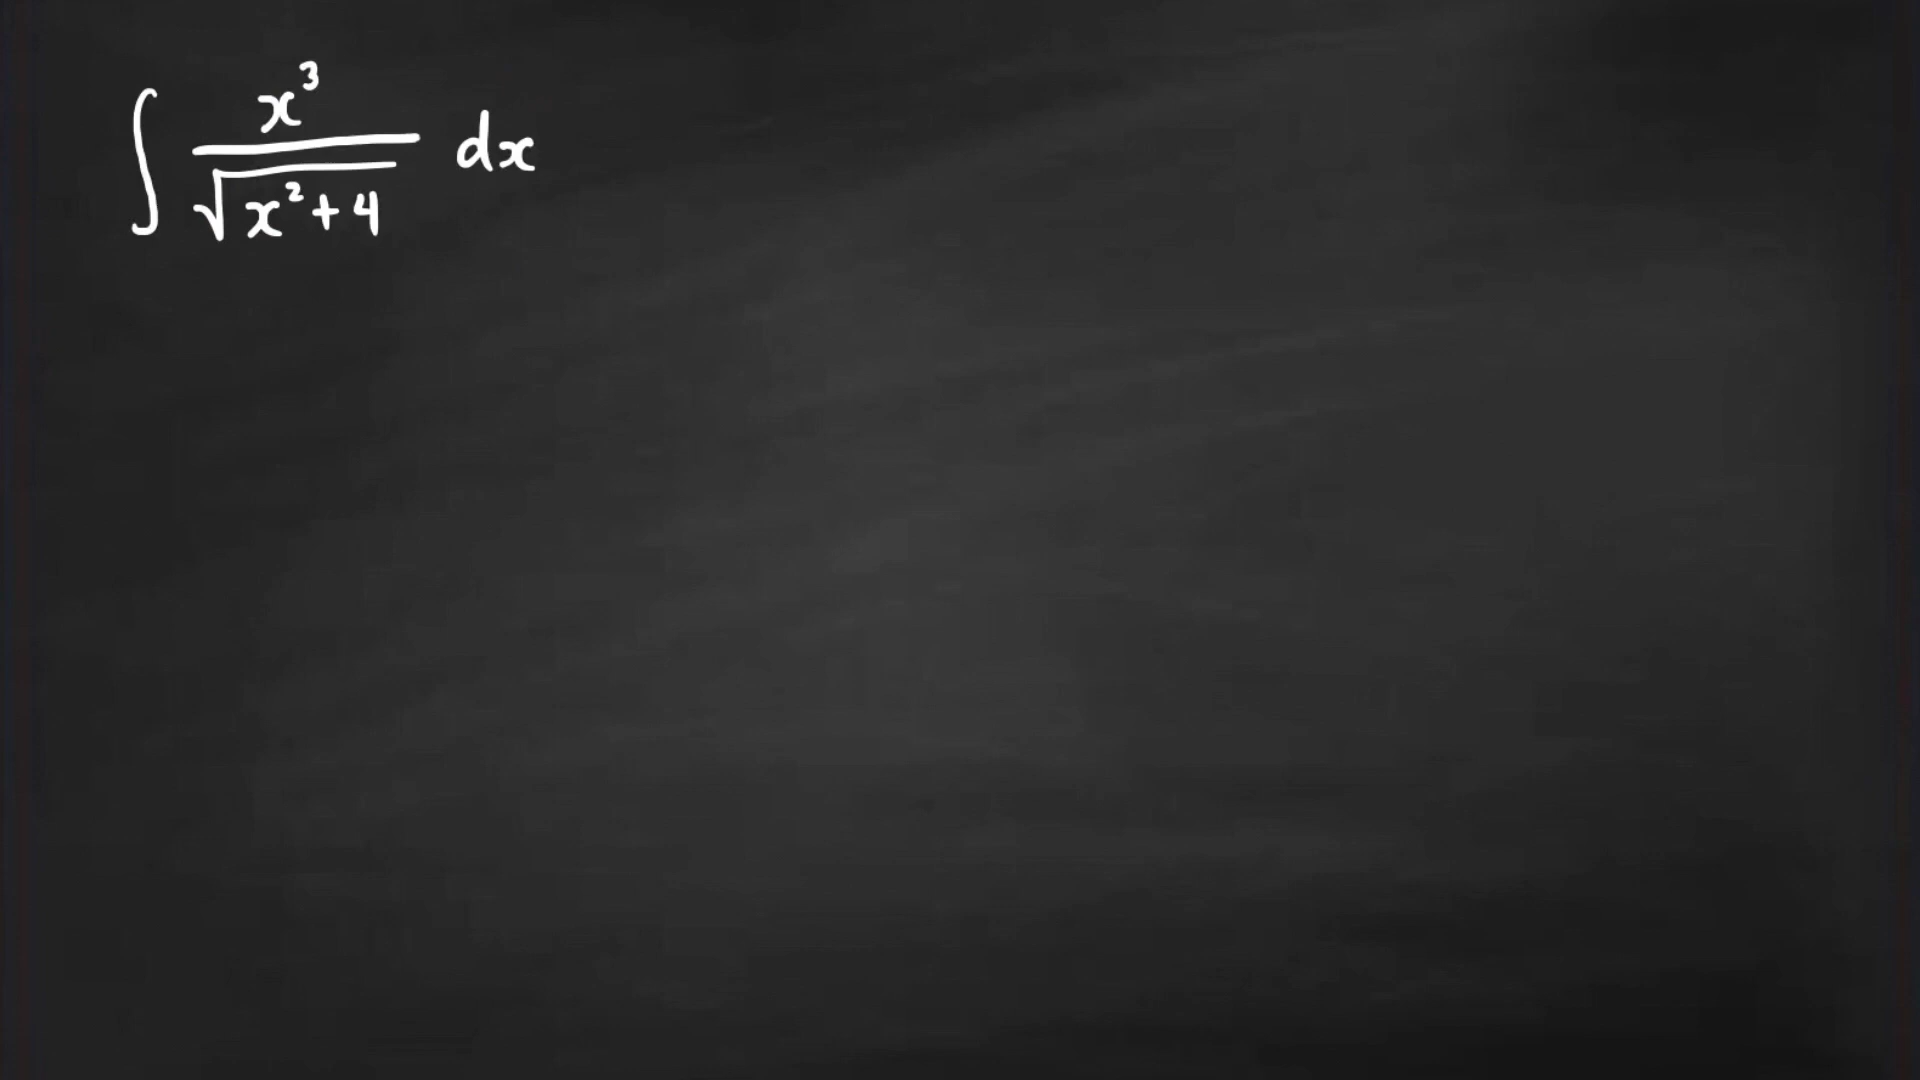 ∫ x³/√(x²+4) dx